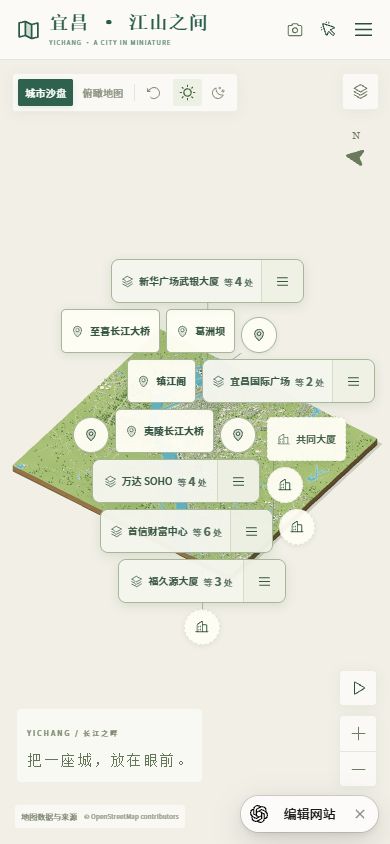 宜昌 · 江山之间
YICHANG · A CITY IN MINIATURE
城市沙盘 俯瞰地图
N
新华广场武银大厦 等 4 处
至喜长江大桥 葛洲坝
镇江阁 宜昌国际广场 等 2 处
夷陵长江大桥 共同大厦
万达 SOHO 等 4 处
首信财富中心 等 6 处
福久源大厦 等 3 处
YICHANG / 长江之畔
把一座城，放在眼前。
地图数据与来源 © OpenStreetMap contributors
编辑网站